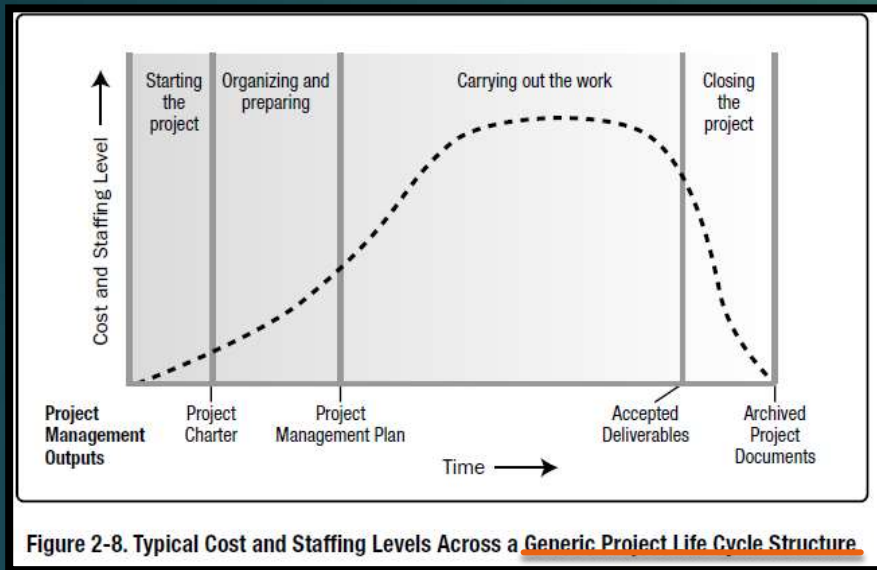 Starting
the
project
Organizing and
preparing
Carrying out the work
Closing
the
project
Cost and Staffing Level
Project
Management
Outputs
Project
Charter
Project
Management Plan
Accepted
Deliverables
Archived
Project
Documents
Time
Figure 2-8. Typical Cost and Staffing Levels Across a Generic Project Life Cycle Structure